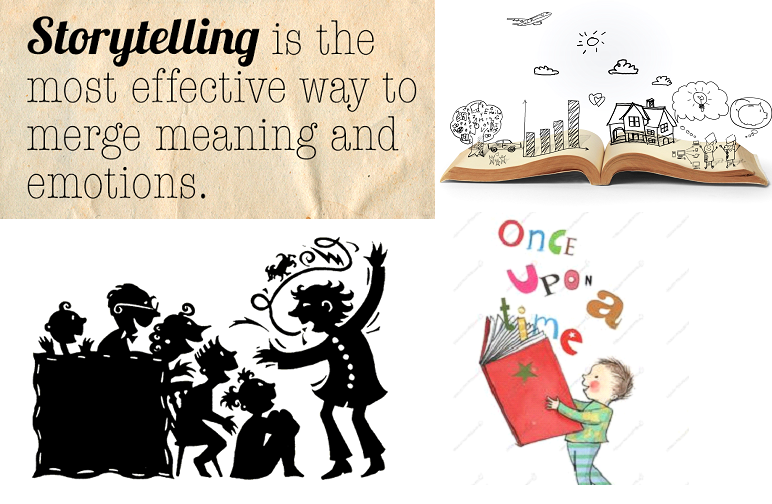 Storytelling is the
most effective way to
merge meaning and
emotions.
Once
upon
a
time